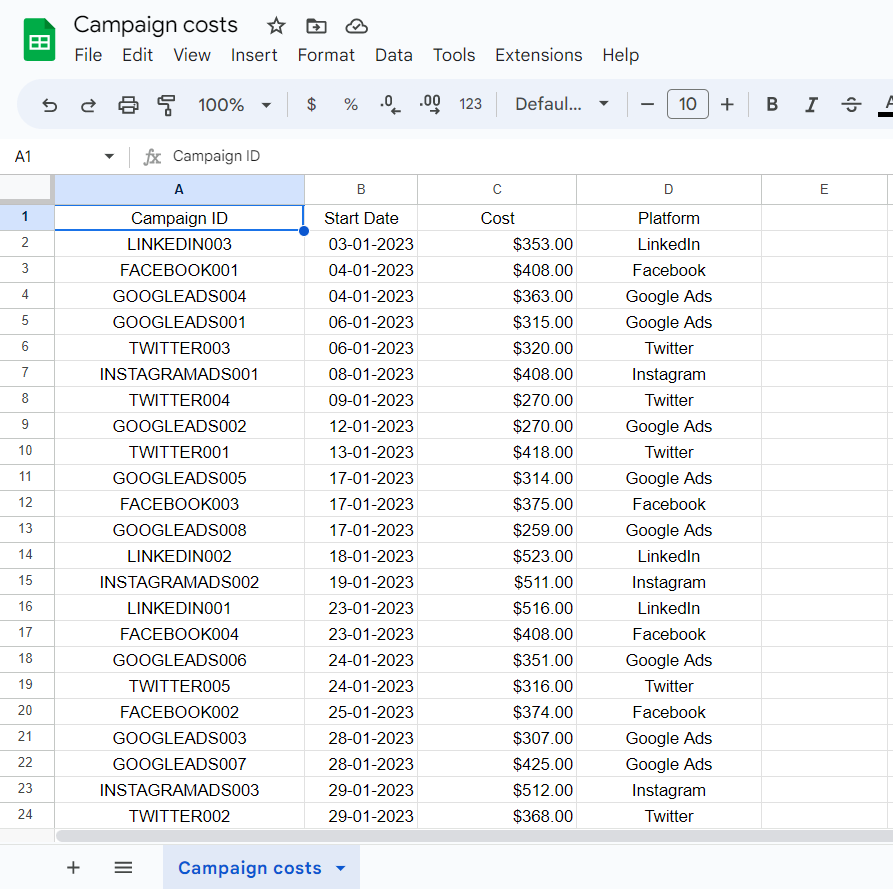 Campaign costs
File Edit View Insert Format Data Tools Extensions Help
100% $ % .0 .00 123 Defaul... 10 B I S A
A1 fx Campaign ID
A B C D E
1 Campaign ID Start Date Cost Platform
2 LINKEDIN003 03-01-2023 $353.00 LinkedIn
3 FACEBOOK001 04-01-2023 $408.00 Facebook
4 GOOGLEADS004 04-01-2023 $363.00 Google Ads
5 GOOGLEADS001 06-01-2023 $315.00 Google Ads
6 TWITTER003 06-01-2023 $320.00 Twitter
7 INSTAGRAMADS001 08-01-2023 $408.00 Instagram
8 TWITTER004 09-01-2023 $270.00 Twitter
9 GOOGLEADS002 12-01-2023 $270.00 Google Ads
10 TWITTER001 13-01-2023 $418.00 Twitter
11 GOOGLEADS005 17-01-2023 $314.00 Google Ads
12 FACEBOOK003 17-01-2023 $375.00 Facebook
13 GOOGLEADS008 17-01-2023 $259.00 Google Ads
14 LINKEDIN002 18-01-2023 $523.00 LinkedIn
15 INSTAGRAMADS002 19-01-2023 $511.00 Instagram
16 LINKEDIN001 23-01-2023 $516.00 LinkedIn
17 FACEBOOK004 23-01-2023 $408.00 Facebook
18 GOOGLEADS006 24-01-2023 $351.00 Google Ads
19 TWITTER005 24-01-2023 $316.00 Twitter
20 FACEBOOK002 25-01-2023 $374.00 Facebook
21 GOOGLEADS003 28-01-2023 $307.00 Google Ads
22 GOOGLEADS007 28-01-2023 $425.00 Google Ads
23 INSTAGRAMADS003 29-01-2023 $512.00 Instagram
24 TWITTER002 29-01-2023 $368.00 Twitter
Campaign costs